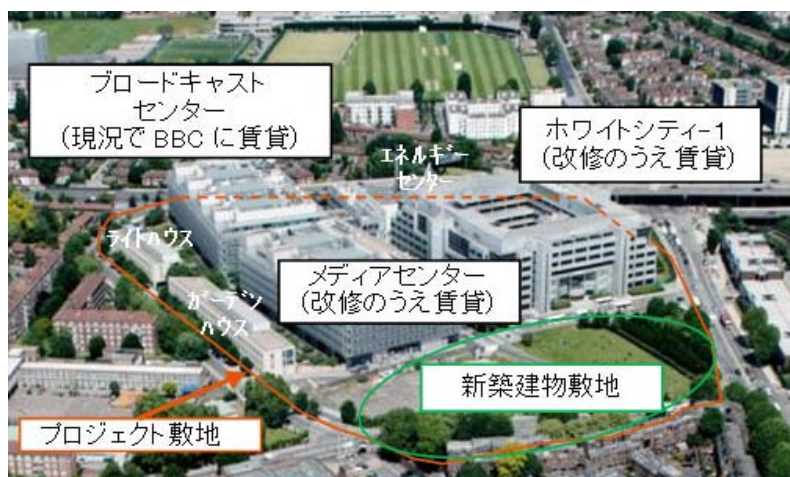 ブロードキャスト
センター
(現況で BBC に賃貸)
ホワイトシティ-1
(改修のうえ賃貸)
エネルギー
センター
ライトハウス
メディアセンター
(改修のうえ賃貸)
ガーデン
ハウス
新築建物敷地
プロジェクト敷地